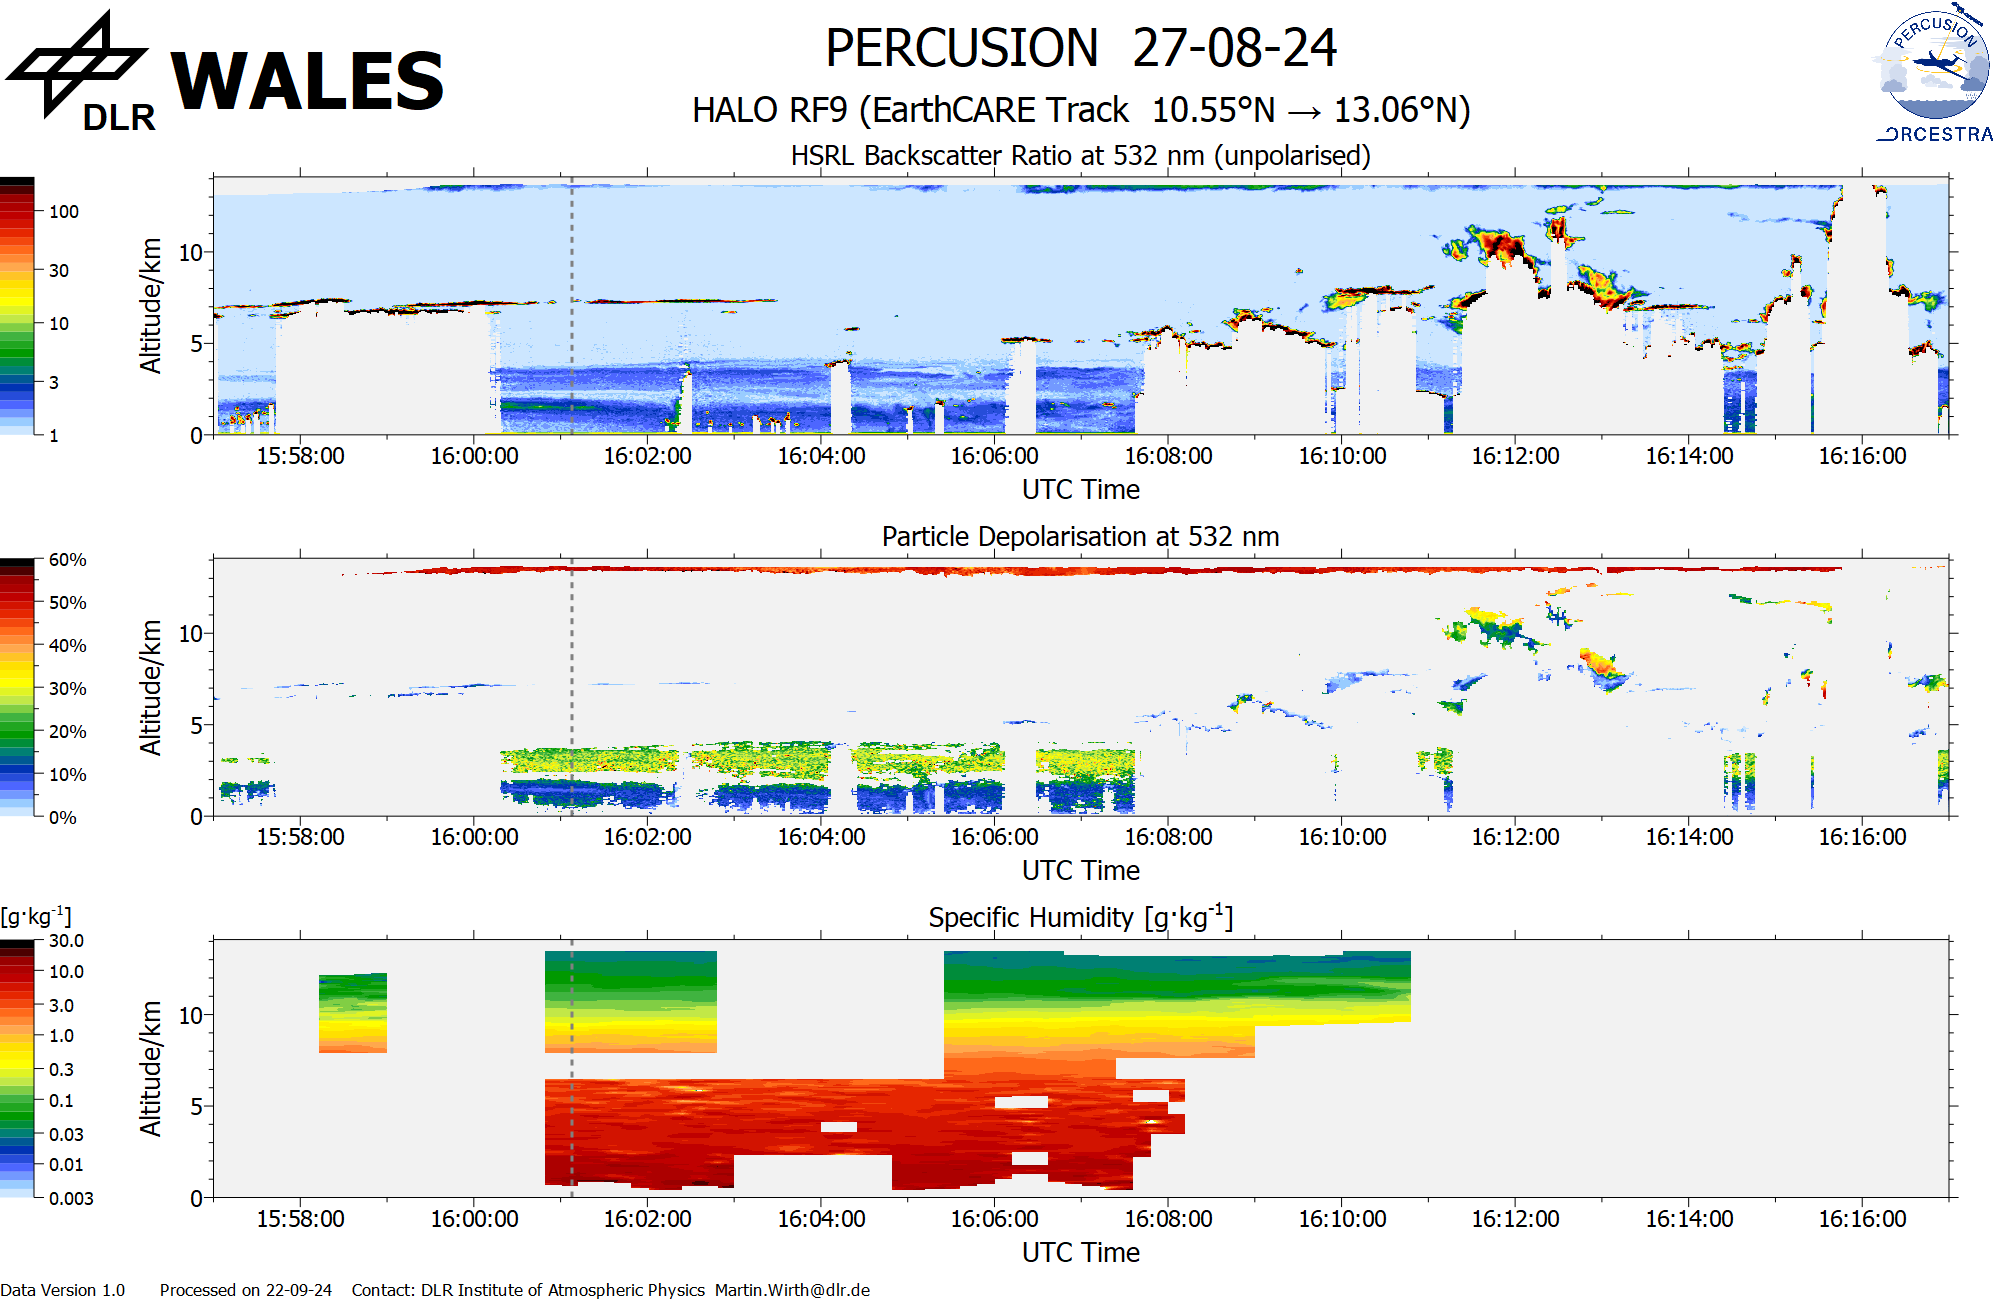 DLR
WALES
PERCUSION 27-08-24
HALO RF9 (EarthCARE Track 10.55°N → 13.06°N)
PERCUSION
ORCESTRA
HSRL Backscatter Ratio at 532 nm (unpolarised)
100
30
10
3
1
Altitude/km
10
5
0
15:58:00 16:00:00 16:02:00 16:04:00 16:06:00 16:08:00 16:10:00 16:12:00 16:14:00 16:16:00
UTC Time
Particle Depolarisation at 532 nm
60%
50%
40%
30%
20%
10%
0%
Altitude/km
10
5
0
15:58:00 16:00:00 16:02:00 16:04:00 16:06:00 16:08:00 16:10:00 16:12:00 16:14:00 16:16:00
UTC Time
Specific Humidity [g·kg⁻¹]
[g·kg⁻¹]
30.0
10.0
3.0
1.0
0.3
0.1
0.03
0.01
0.003
Altitude/km
10
5
0
15:58:00 16:00:00 16:02:00 16:04:00 16:06:00 16:08:00 16:10:00 16:12:00 16:14:00 16:16:00
UTC Time
Data Version 1.0 Processed on 22-09-24 Contact: DLR Institute of Atmospheric Physics Martin.Wirth@dlr.de